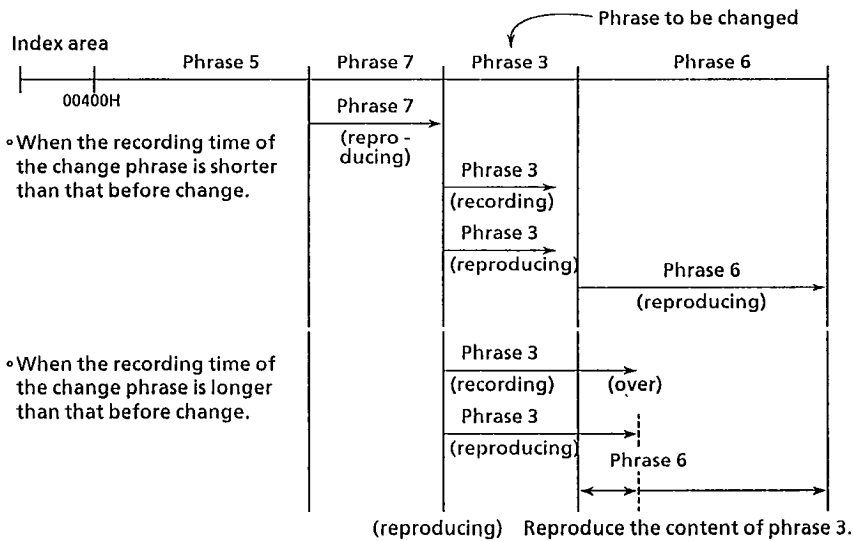 Phrase to be changed
Index area
Phrase 5 Phrase 7 Phrase 3 Phrase 6
00400H
Phrase 7
(repro-
ducing)
∘When the recording time of
the change phrase is shorter
than that before change.
Phrase 3
(recording)
Phrase 3
(reproducing)
Phrase 6
(reproducing)
∘When the recording time of
the change phrase is longer
than that before change.
Phrase 3
(recording) (over)
Phrase 3
(reproducing)
Phrase 6
(reproducing) Reproduce the content of phrase 3.